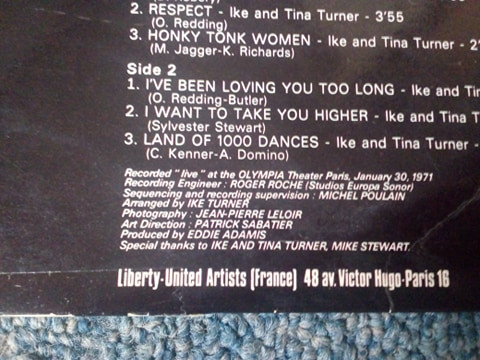 2. RESPECT - Ike and Tina Turner - 3'55
(O. Redding)
3. HONKY TONK WOMEN - Ike and Tina Turner - 2'
(M. Jagger-K. Richards)
Side 2
1. I'VE BEEN LOVING YOU TOO LONG - Ike and Tin
(O. Redding-Butler)
2. I WANT TO TAKE YOU HIGHER - Ike and Tina T
(Sylvester Stewart)
3. LAND OF 1000 DANCES - Ike and Tina Turner -
(C. Kenner-A. Domino)
Recorded "live" at the OLYMPIA Theater Paris, January 30, 1971
Recording Engineer : ROGER ROCHE (Studios Europa Sonor)
Sequencing and recording supervision : MICHEL POULAIN
Arranged by IKE TURNER
Photography : JEAN-PIERRE LELOIR
Art Direction : PATRICK SABATIER
Produced by EDDIE ADAMIS
Special thanks to IKE AND TINA TURNER, MIKE STEWART.
Liberty-United Artists (France) 48 av. Victor Hugo-Paris 16